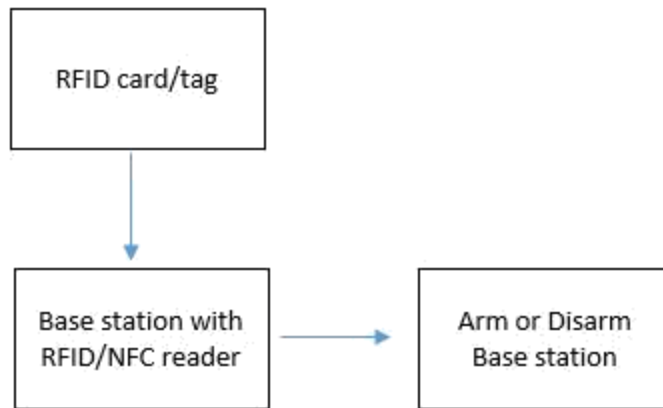 RFID card/tag
Base station with
RFID/NFC reader
Arm or Disarm
Base station